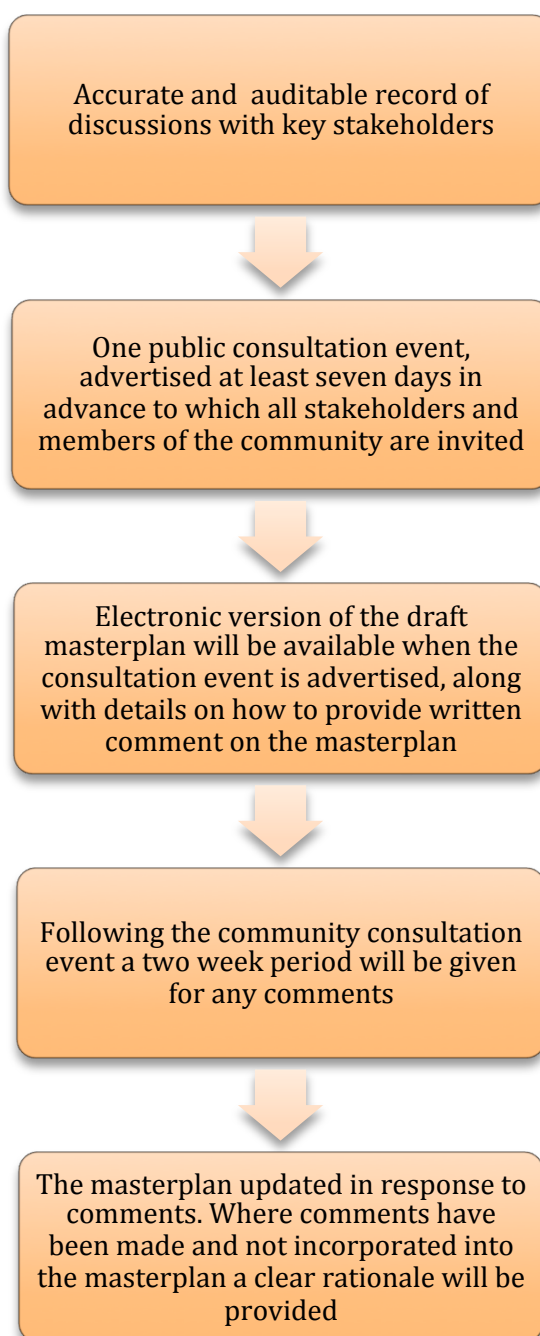 Accurate and  auditable record of
discussions with key stakeholders
One public consultation event,
advertised at least seven days in
advance to which all stakeholders and
members of the community are invited
Electronic version of the draft
masterplan will be available when the
consultation event is advertised, along
with details on how to provide written
comment on the masterplan
Following the community consultation
event a two week period will be given
for any comments
The masterplan updated in response to
comments. Where comments have
been made and not incorporated into
the masterplan a clear rationale will be
provided